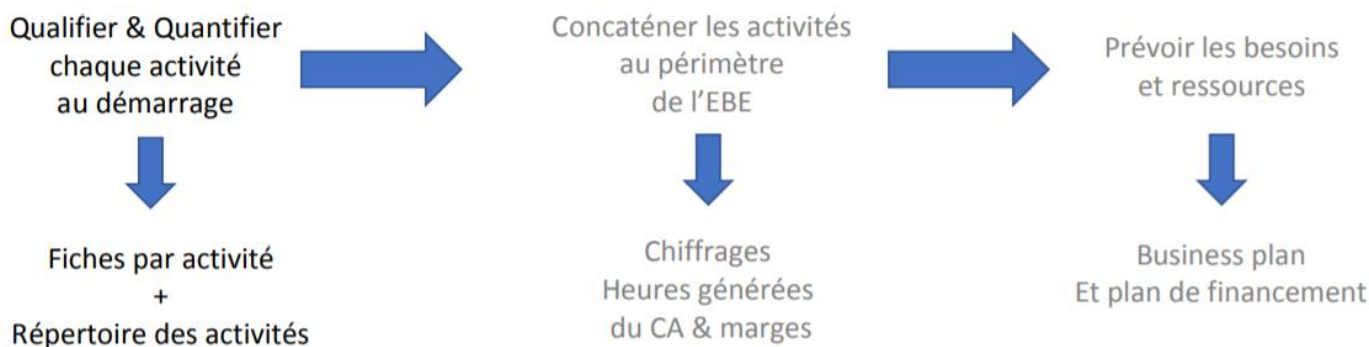 Qualifier & Quantifier
chaque activité
au démarrage
Concaténer les activités
au périmètre
de l'EBE
Prévoir les besoins
et ressources
Fiches par activité
+
Répertoire des activités
Chiffrages
Heures générées
du CA & marges
Business plan
Et plan de financement